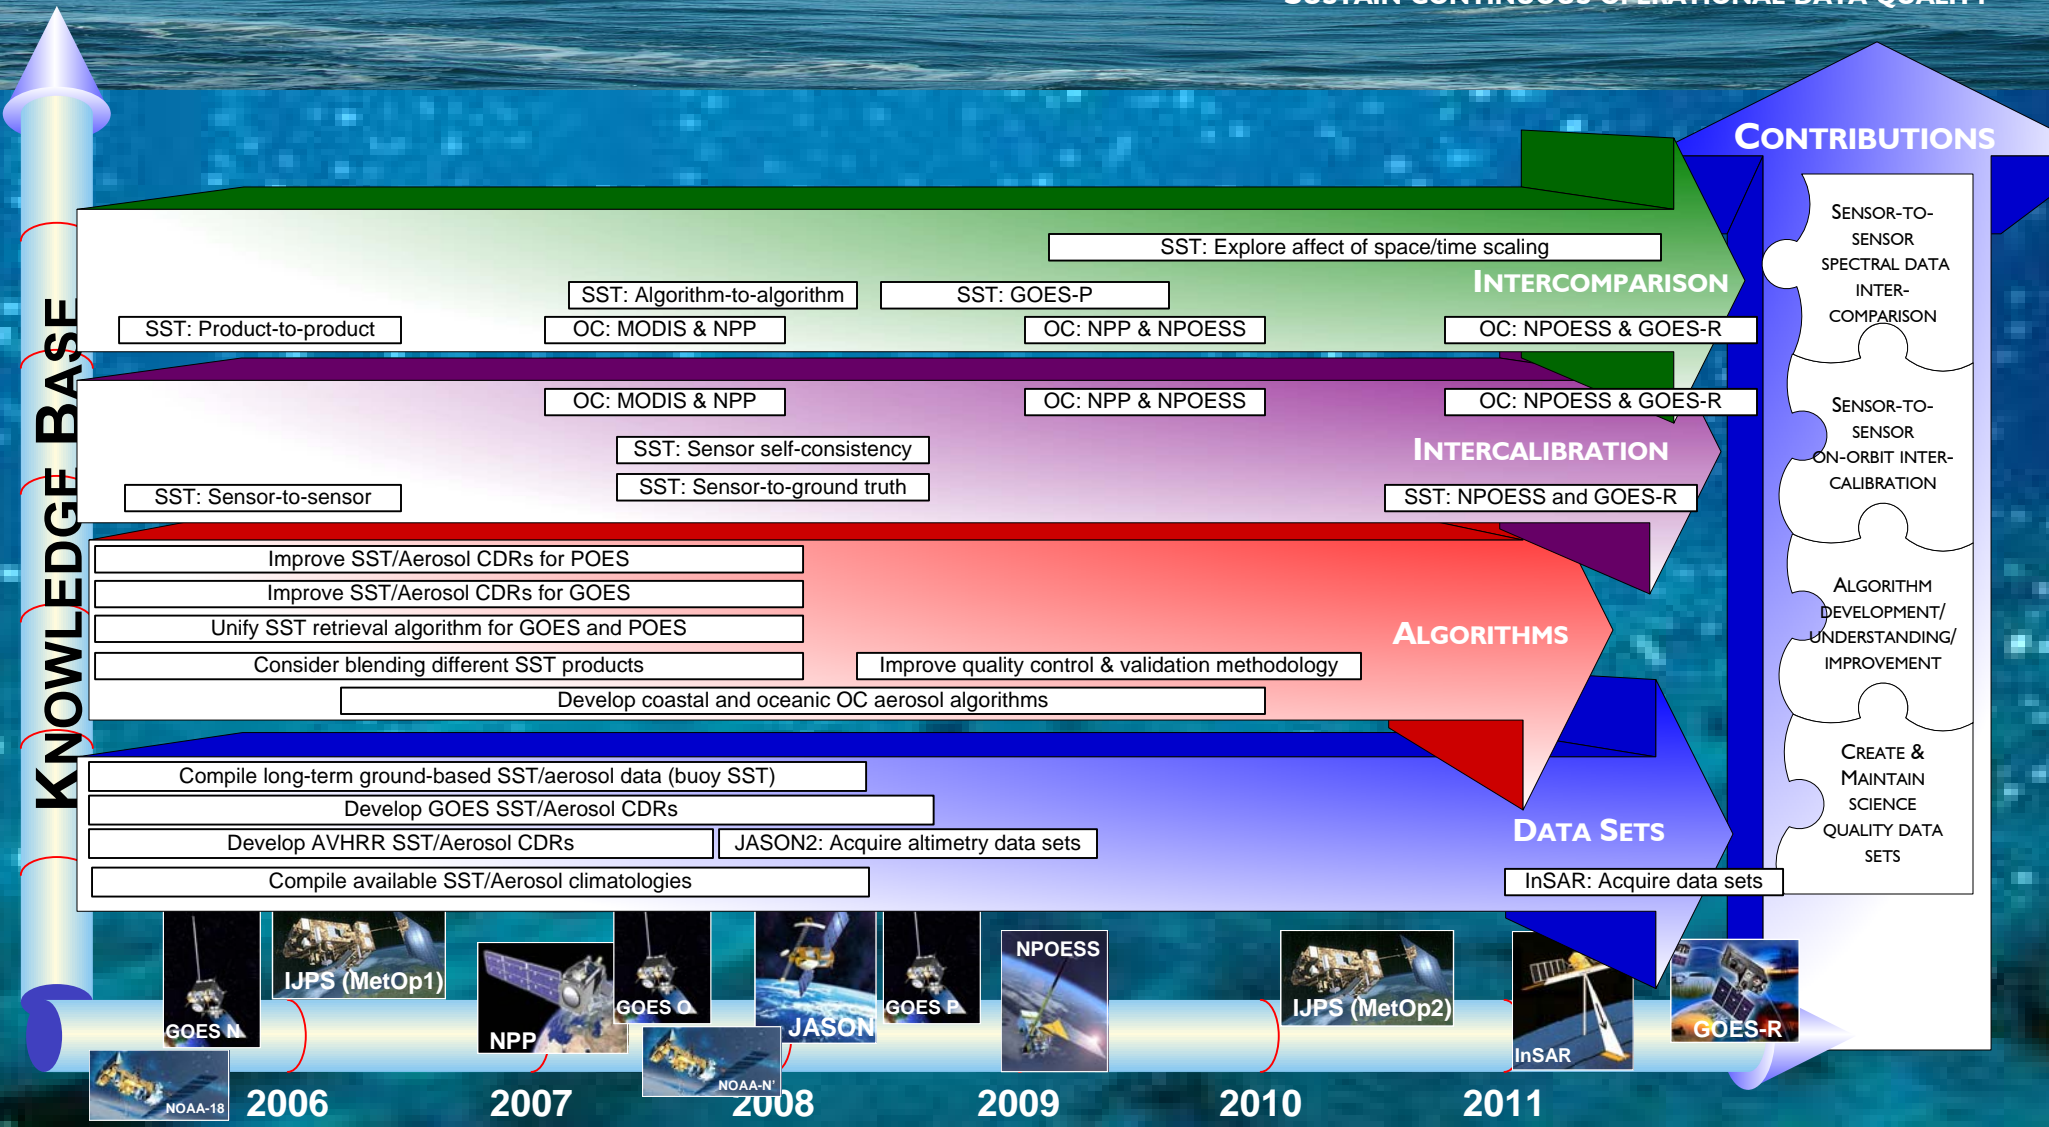 SUSTAIN CONTINUOUS OPERATIONAL DATA QUALITY
CONTRIBUTIONS
KNOWLEDGE BASE
SST: Explore affect of space/time scaling
INTERCOMPARISON
SST: Algorithm-to-algorithm
SST: GOES-P
SST: Product-to-product
OC: MODIS & NPP
OC: NPP & NPOESS
OC: NPOESS & GOES-R
OC: MODIS & NPP
OC: NPP & NPOESS
OC: NPOESS & GOES-R
INTERCALIBRATION
SST: Sensor self-consistency
SST: Sensor-to-ground truth
SST: Sensor-to-sensor
SST: NPOESS and GOES-R
Improve SST/Aerosol CDRs for POES
Improve SST/Aerosol CDRs for GOES
Unify SST retrieval algorithm for GOES and POES
ALGORITHMS
Consider blending different SST products
Improve quality control & validation methodology
Develop coastal and oceanic OC aerosol algorithms
Compile long-term ground-based SST/aerosol data (buoy SST)
Develop GOES SST/Aerosol CDRs
DATA SETS
Develop AVHRR SST/Aerosol CDRs
JASON2: Acquire altimetry data sets
Compile available SST/Aerosol climatologies
InSAR: Acquire data sets
SENSOR-TO-
SENSOR
SPECTRAL DATA
INTER-
COMPARISON
SENSOR-TO-
SENSOR
ON-ORBIT INTER-
CALIBRATION
ALGORITHM
DEVELOPMENT/
UNDERSTANDING/
IMPROVEMENT
CREATE &
MAINTAIN
SCIENCE
QUALITY DATA
SETS
NOAA-18
GOES N
IJPS (MetOp1)
NPP
GOES O
NOAA-N'
JASON
GOES P
NPOESS
IJPS (MetOp2)
InSAR
GOES-R
2006
2007
2008
2009
2010
2011